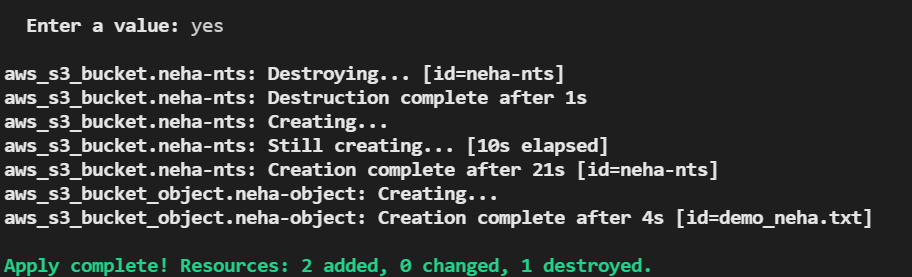 Enter a value: yes
aws_s3_bucket.neha-nts: Destroying... [id=neha-nts]
aws_s3_bucket.neha-nts: Destruction complete after 1s
aws_s3_bucket.neha-nts: Creating...
aws_s3_bucket.neha-nts: Still creating... [10s elapsed]
aws_s3_bucket.neha-nts: Creation complete after 21s [id=neha-nts]
aws_s3_bucket_object.neha-object: Creating...
aws_s3_bucket_object.neha-object: Creation complete after 4s [id=demo_neha.txt]
Apply complete! Resources: 2 added, 0 changed, 1 destroyed.